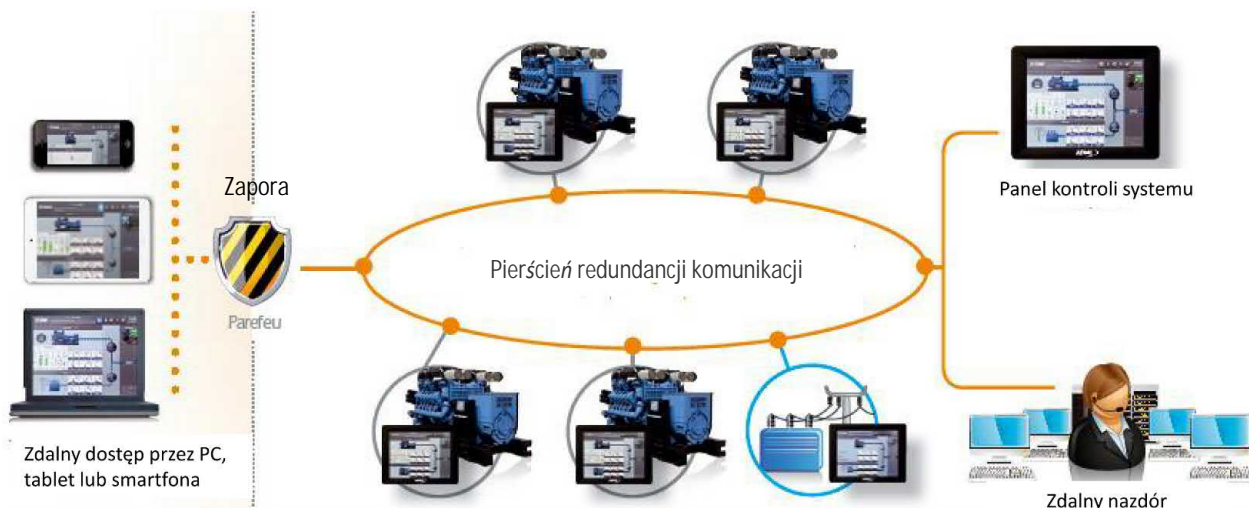 Zapora
Parefeu
Zdalny dostęp przez PC,
tablet lub smartfona
Pierścień redundancji komunikacji
Panel kontroli systemu
Zdalny nazdór